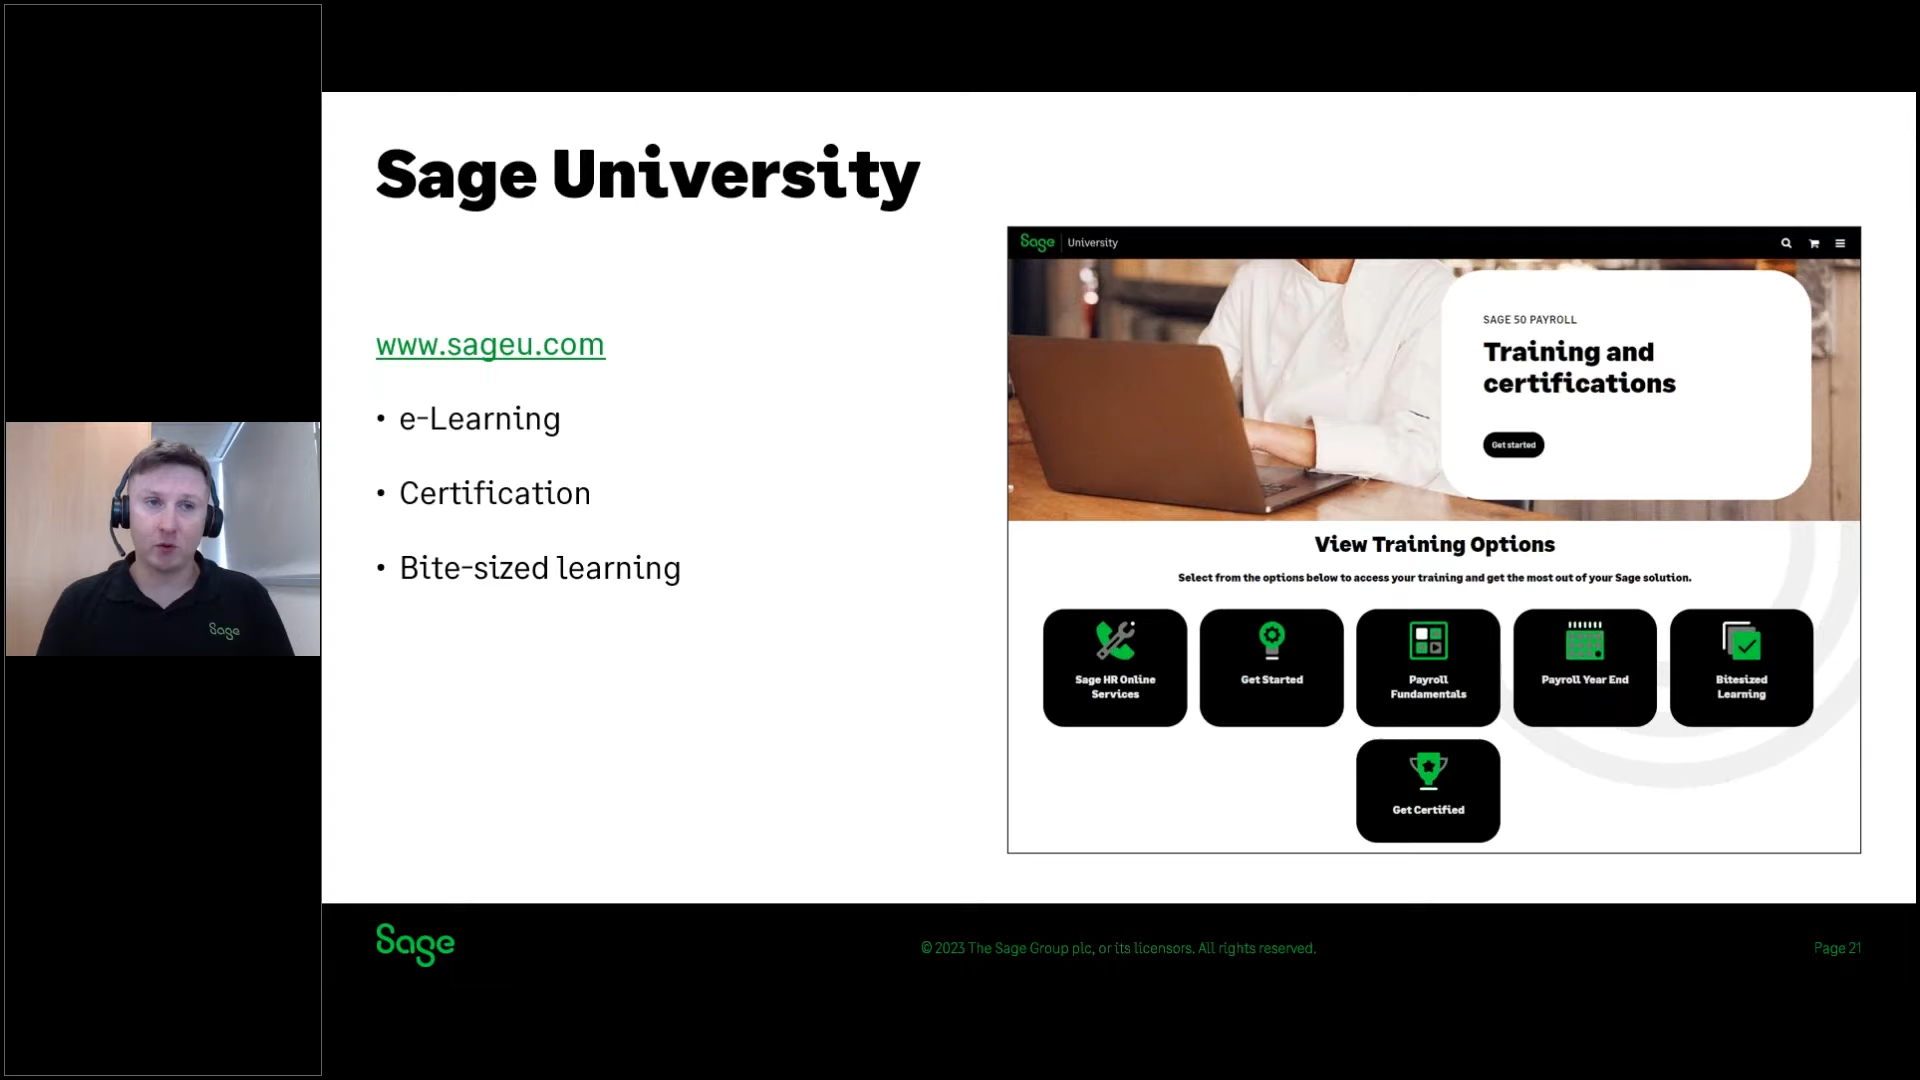 Sage University
www.sageu.com
• e-Learning
• Certification
• Bite-sized learning
Sage
Sage | University
SAGE 50 PAYROLL
Training and
certifications
Get started
View Training Options
Select from the options below to access your training and get the most out of your Sage solution.
Sage HR Online
Services
Get Started
Payroll
Fundamentals
Payroll Year End
Bitesized
Learning
Get Certified
Sage
© 2023 The Sage Group plc, or its licensors. All rights reserved.
Page 21